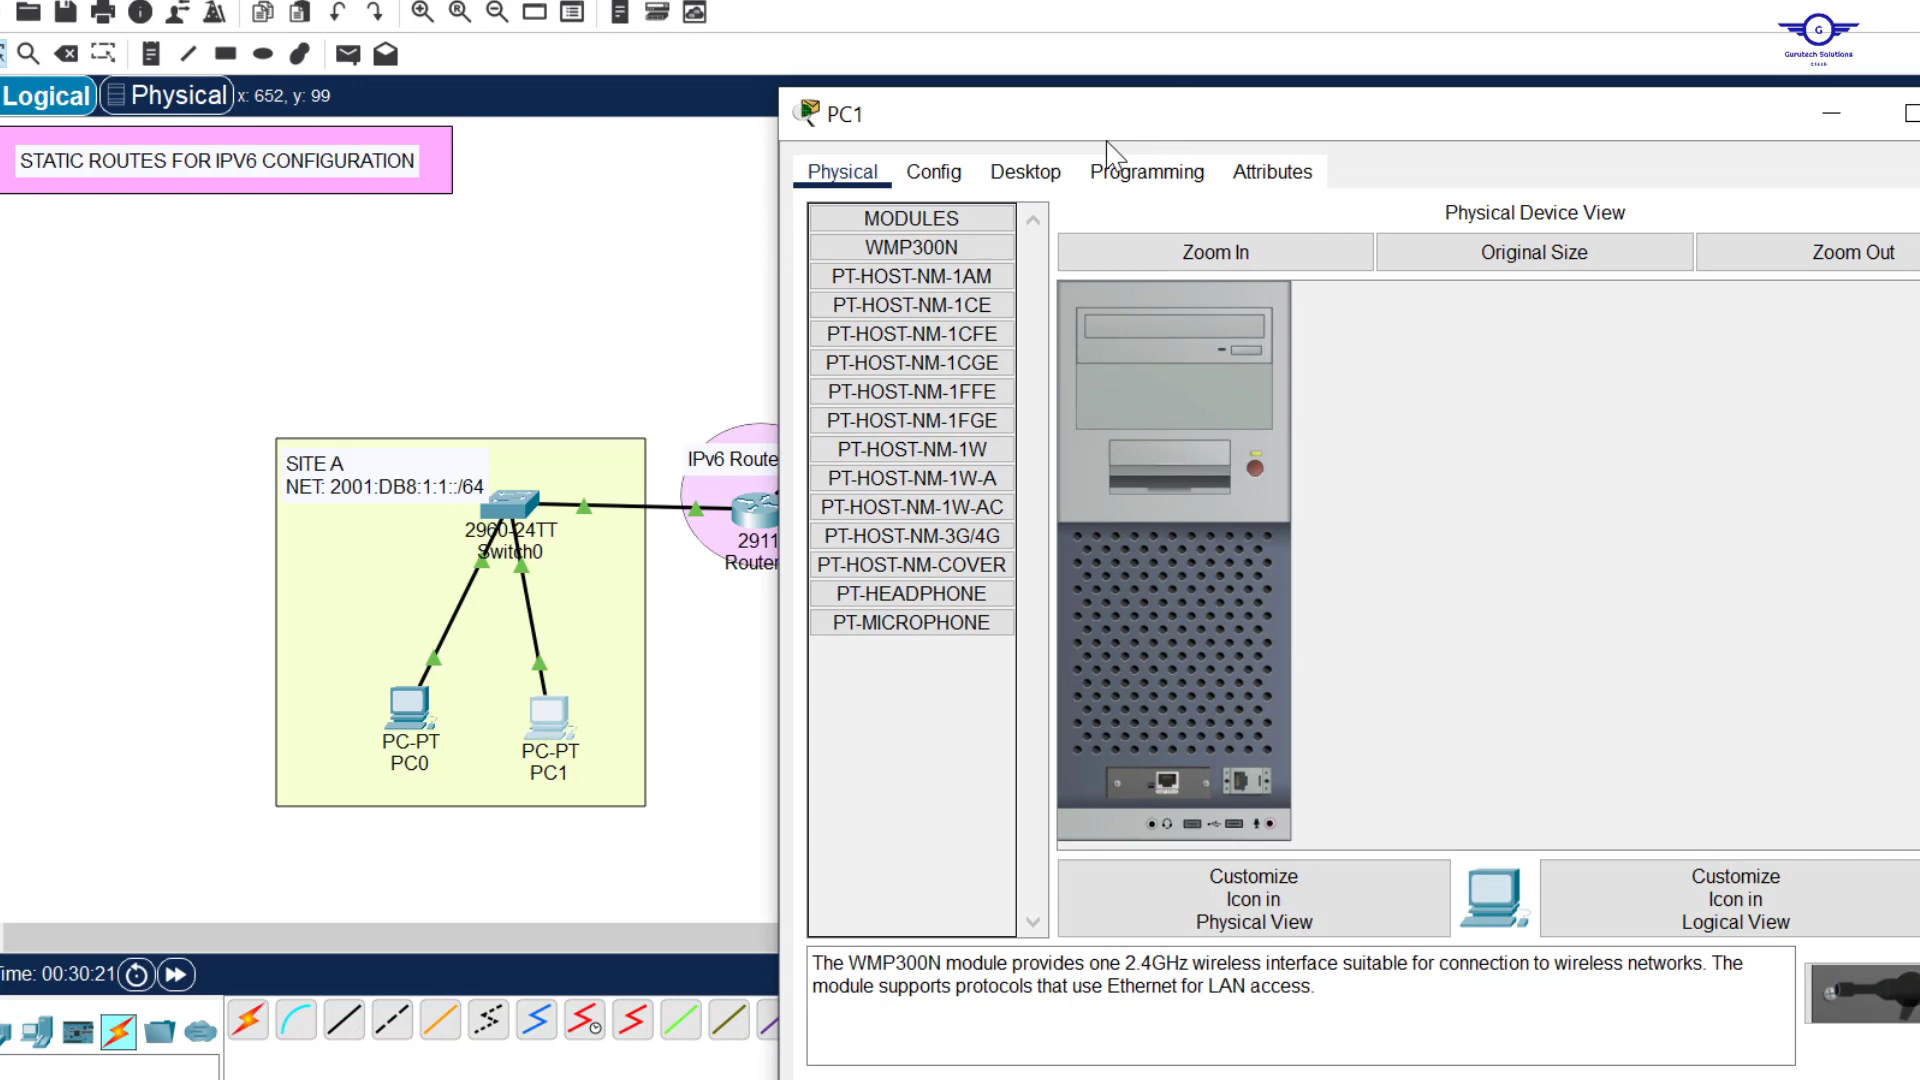 G
Gurutech Solutions
Logical
Physical
x: 652, y: 99
STATIC ROUTES FOR IPV6 CONFIGURATION
PC1
Physical
Config
Desktop
Programming
Attributes
MODULES
WMP300N
PT-HOST-NM-1AM
PT-HOST-NM-1CE
PT-HOST-NM-1CFE
PT-HOST-NM-1CGE
PT-HOST-NM-1FFE
PT-HOST-NM-1FGE
PT-HOST-NM-1W
PT-HOST-NM-1W-A
PT-HOST-NM-1W-AC
PT-HOST-NM-3G/4G
PT-HOST-NM-COVER
PT-HEADPHONE
PT-MICROPHONE
Physical Device View
Zoom In
Original Size
Zoom Out
SITE A
NET: 2001:DB8:1:1::/64
2960-24TT
Switch0
IPv6 Route
2911
Router
PC-PT
PC0
PC-PT
PC1
Customize
Icon in
Physical View
Customize
Icon in
Logical View
The WMP300N module provides one 2.4GHz wireless interface suitable for connection to wireless networks. The
module supports protocols that use Ethernet for LAN access.
ime: 00:30:21